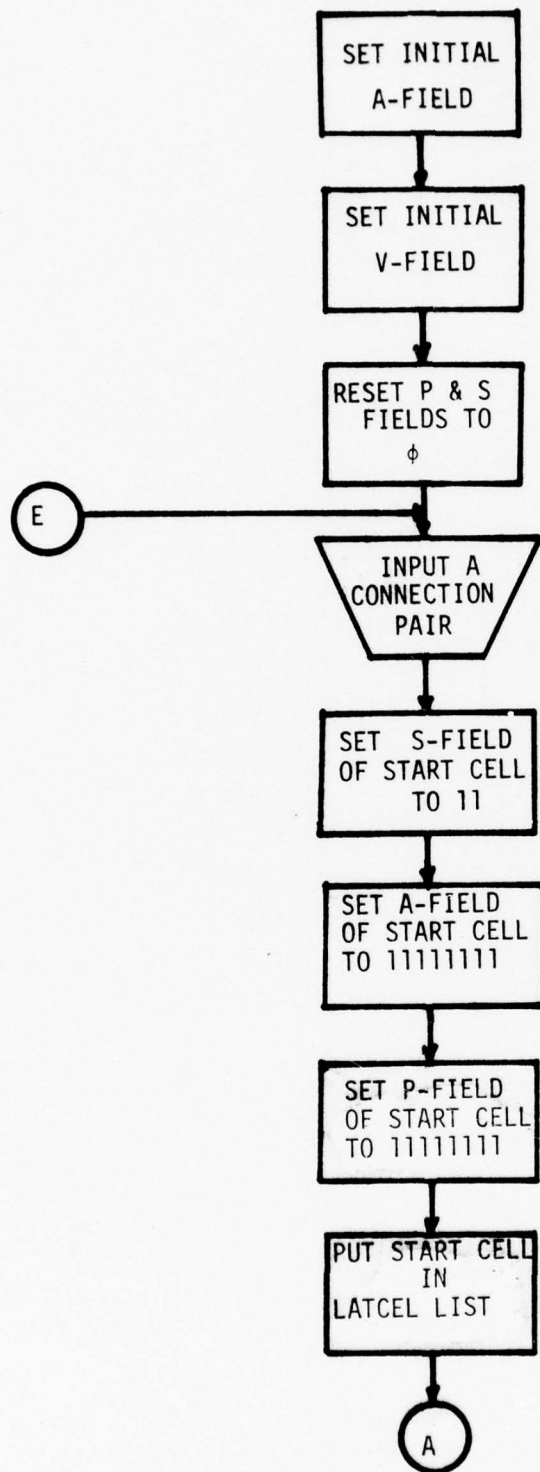 SET INITIAL
A-FIELD
SET INITIAL
V-FIELD
RESET P & S
FIELDS TO
ϕ
E
INPUT A
CONNECTION
PAIR
SET S-FIELD
OF START CELL
TO 11
SET A-FIELD
OF START CELL
TO 11111111
SET P-FIELD
OF START CELL
TO 11111111
PUT START CELL
IN
LATCEL LIST
A